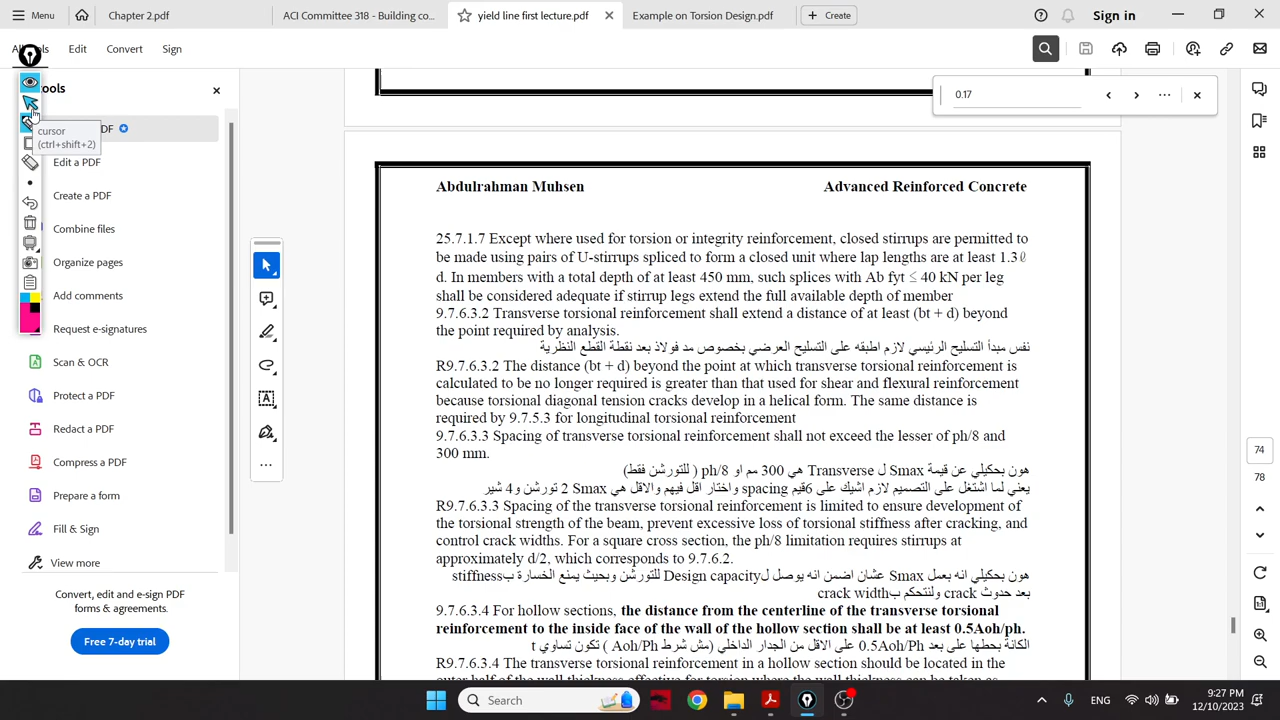 Menu
Chapter 2.pdf
ACI Committee 318 - Building co...
yield line first lecture.pdf
Example on Torsion Design.pdf
Create
Sign in
Edit
Convert
Sign
0.17
cursor
(ctrl+shift+2)
Edit a PDF
Create a PDF
Combine files
Organize pages
Add comments
Request e-signatures
Scan & OCR
Protect a PDF
Redact a PDF
Compress a PDF
Prepare a form
Fill & Sign
View more
Convert, edit and e-sign PDF
forms & agreements.
Free 7-day trial
Abdulrahman Muhsen
Advanced Reinforced Concrete
25.7.1.7 Except where used for torsion or integrity reinforcement, closed stirrups are permitted to
be made using pairs of U-stirrups spliced to form a closed unit where lap lengths are at least 1.3ℓ
d. In members with a total depth of at least 450 mm, such splices with Ab fyt ≤ 40 kN per leg
shall be considered adequate if stirrup legs extend the full available depth of member
9.7.6.3.2 Transverse torsional reinforcement shall extend a distance of at least (bt + d) beyond
the point required by analysis.
نفس مبدأ التسليح الرئيسي لازم اطبقه على التسليح العرضي بخصوص مد فولاذ بعد نقطة القطع النظرية
R9.7.6.3.2 The distance (bt + d) beyond the point at which transverse torsional reinforcement is
calculated to be no longer required is greater than that used for shear and flexural reinforcement
because torsional diagonal tension cracks develop in a helical form. The same distance is
required by 9.7.5.3 for longitudinal torsional reinforcement
9.7.6.3.3 Spacing of transverse torsional reinforcement shall not exceed the lesser of ph/8 and
300 mm.
هون بحكيلي عن قيمة Smax ل Transverse هي 300 مم او ph/8 ( للتورشن فقط)
يعني لما اشتغل على التصميم لازم اشيك على 6قيم spacing واختار اقل فيهم والاقل هي Smax 2 تورشن و4 شير
R9.7.6.3.3 Spacing of the transverse torsional reinforcement is limited to ensure development of
the torsional strength of the beam, prevent excessive loss of torsional stiffness after cracking, and
control crack widths. For a square cross section, the ph/8 limitation requires stirrups at
approximately d/2, which corresponds to 9.7.6.2.
هون بحكيلي انه بعمل Smax عشان اضمن انه يوصل لDesign capacity للتورشن وبحيث يمنع الخسارة بstiffness
بعد حدوث crack ولنتحكم بcrack width
9.7.6.3.4 For hollow sections, the distance from the centerline of the transverse torsional
reinforcement to the inside face of the wall of the hollow section shall be at least 0.5Aoh/ph.
الكانة بحطها على بعد 0.5Aoh/Ph على الاقل من الجدار الداخلي (مش شرط Aoh/Ph ) تكون تساوي t
R9.7.6.3.4 The transverse torsional reinforcement in a hollow section should be located in the
74
78
Search
ENG
9:27 PM
12/10/2023